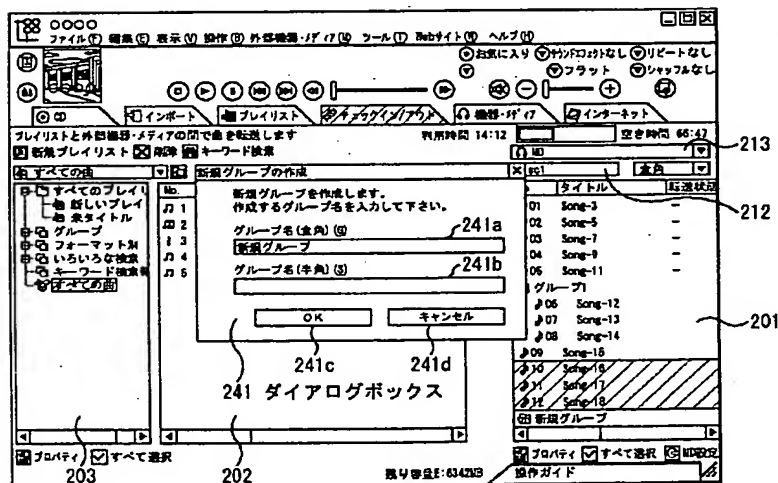 ○○○○
ファイル(F) 編集(E) 表示(V) 操作(B) 外部機器・メディア(M) ツール(T) Webサイト(W) ヘルプ(H)
お気に入り サウンドエフェクトなし リピートなし
フラット シャッフルなし
CD インポート プレイリスト チェックイン/アウト 機器・メディア インターネット
プレイリストと外部機器・メディアの間で曲を転送します 利用時間 14:12 空き時間 66:47
213
新規プレイリスト 削除 キーワード検索
MD
すべての曲
新規グループの作成
全角
212
すべてのプレイリ
新しいプレイ
未タイトル
グループ
フォーマット別
いろいろな検索
キーワード検索
すべての曲
No.
1
2
3
4
5
新規グループを作成します。
作成するグループ名を入力して下さい。
グループ名(全角)(G)
241a
新規グループ
グループ名(半角)(S)
241b
OK キャンセル
241c 241d
241 ダイアログボックス
タイトル 転送状況
01 Song-3 -
02 Song-5 -
03 Song-7 -
04 Song-9 -
05 Song-11 -
グループ1
06 Song-12
07 Song-13
08 Song-14
09 Song-15
10 Song-16
11 Song-17
12 Song-18
新規グループ
201
プロパティ すべて選択
203 202
プロパティ すべて選択 MD設定
残り容量E:6342MB 操作ガイド